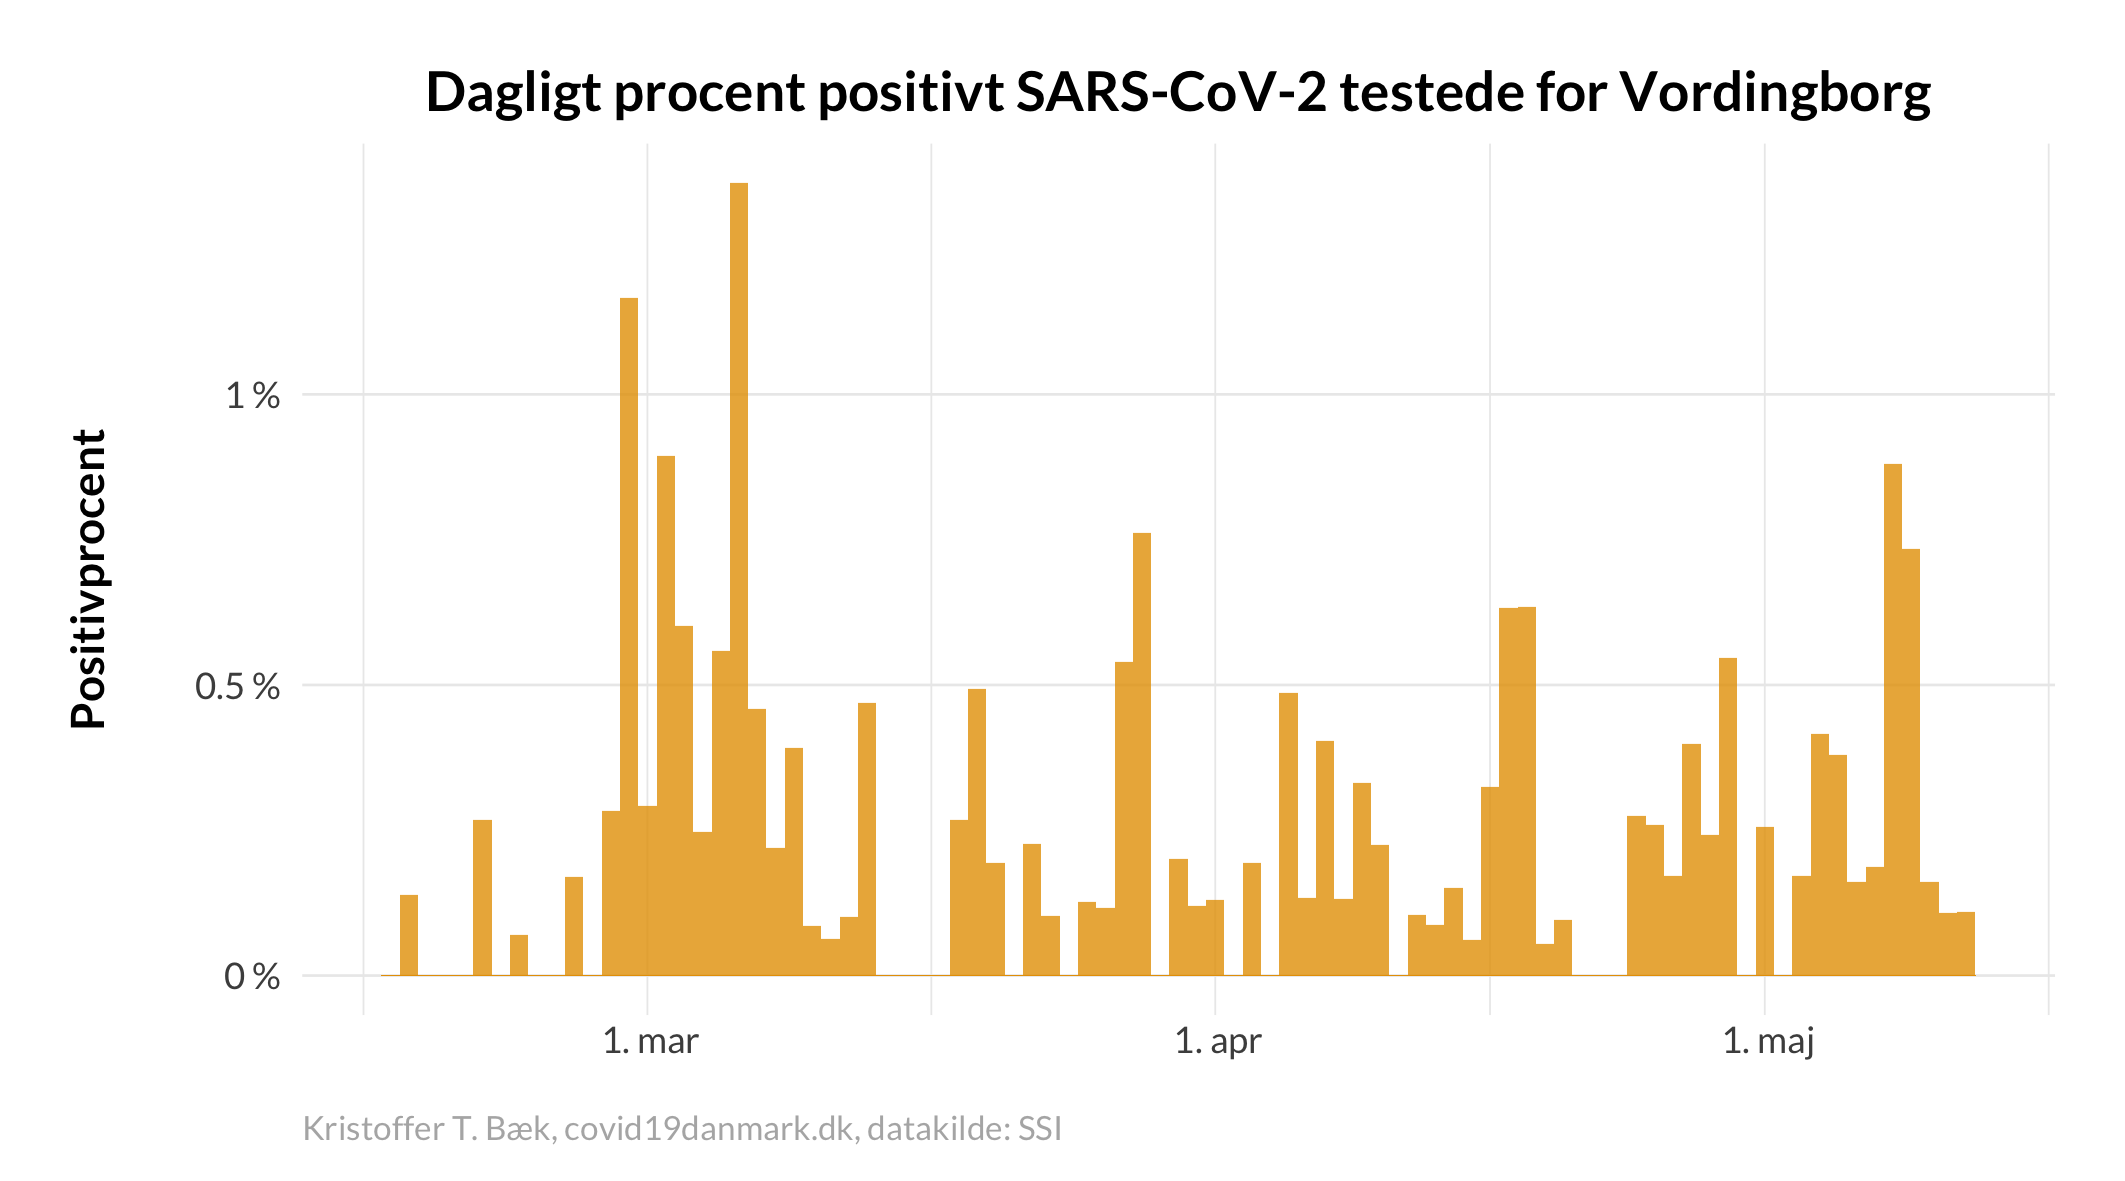 Dagligt procent positivt SARS-CoV-2 testede for Vordingborg
Positivprocent
1 %
0.5 %
0 %
1. mar
1. apr
1. maj
Kristoffer T. Bæk, covid19danmark.dk, datakilde: SSI